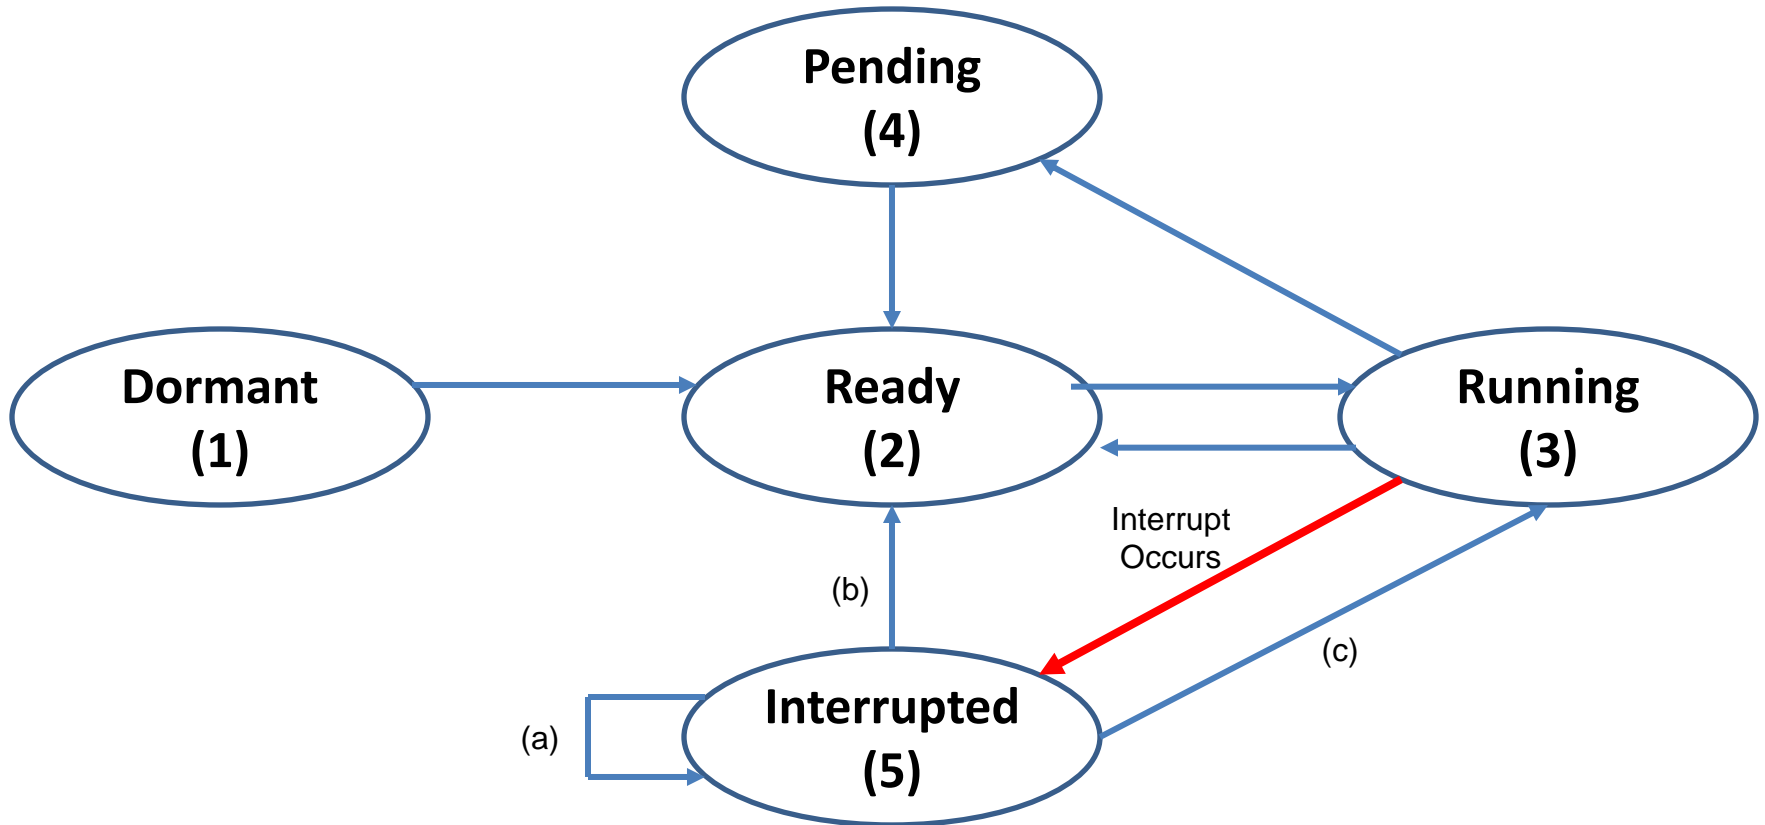 Pending
(4)
Dormant
(1)
Ready
(2)
Running
(3)
Interrupt
Occurs
(b)
(c)
Interrupted
(5)
(a)